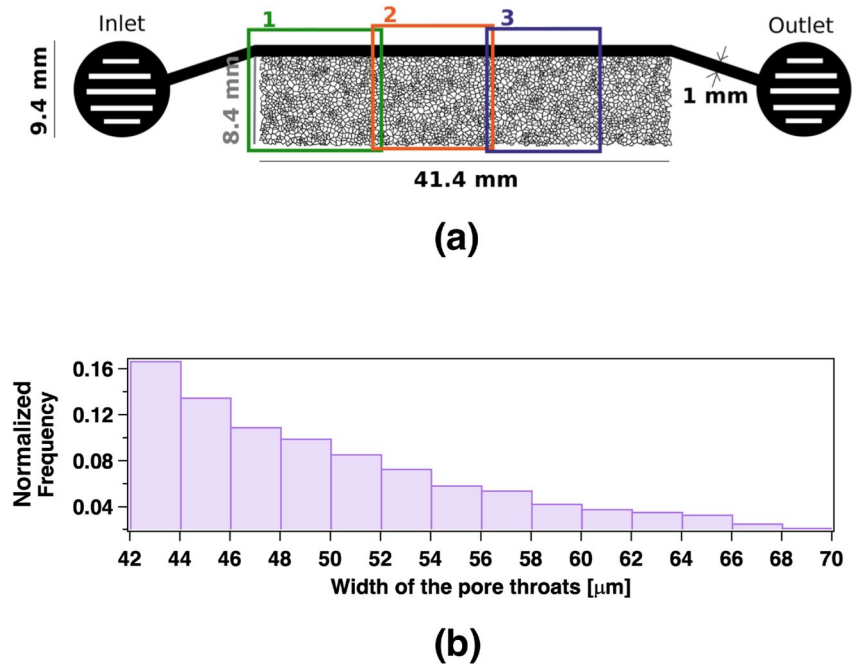 Inlet
Outlet
1
2
3
9.4 mm
8.4 mm
1 mm
41.4 mm
(a)
Normalized
Frequency
0.16
0.12
0.08
0.04
42 44 46 48 50 52 54 56 58 60 62 64 66 68 70
Width of the pore throats [μm]
(b)